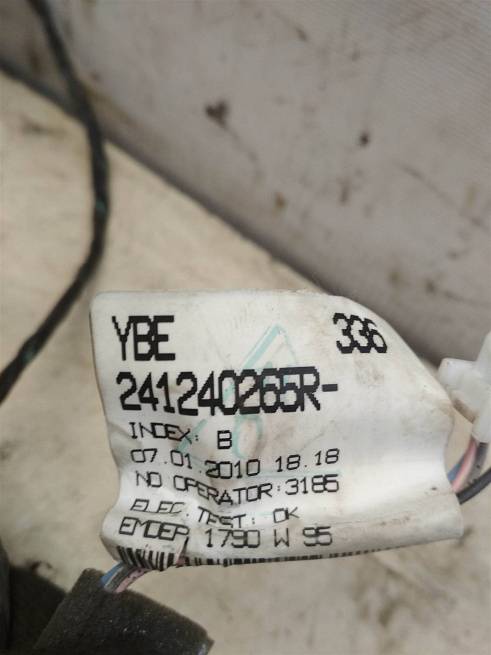 YBE 336
241240265R-
INDEX: B
07.01.2010 18.18
NO OPERATOR:3185
ELEC.TEST: OK
EMDEP 1790 W 95